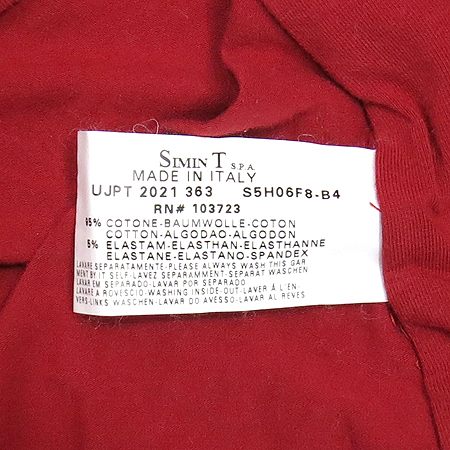 SIMIN T S.P.A.
MADE IN ITALY
UJPT 2021 363 S5H06F8-B4
RN# 103723
95% COTONE-BAUMWOLLE-COTON
COTTON-ALGODAO-ALGODON
5% ELASTAM-ELASTHAN-ELASTHANNE
ELASTANE-ELASTANO-SPANDEX
LAVARE SEPARATAMENTE-PLEASE ALWAYS WASH THIS GAR
MENT BY IT SELF-LAVEZ SEPARAMMENT-SEPARAT WASCHEN
LAVAR EM SEPARADO-LAVAR POR SEPARADO
LAVARE A ROVESCIO-WASHING INSIDE-OUT-LAVER À L'EN
VERS-LINKS WASCHEN-LAVAR DO AVESSO-LAVAR AL REVES